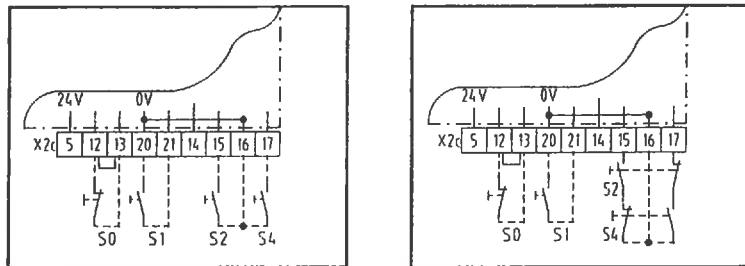 24V 0V
X2c 5 12 13 20 21 14 15 16 17
S0 S1 S2 S4
24V 0V
X2c 5 12 13 20 21 14 15 16 17
S2
S0 S1 S4